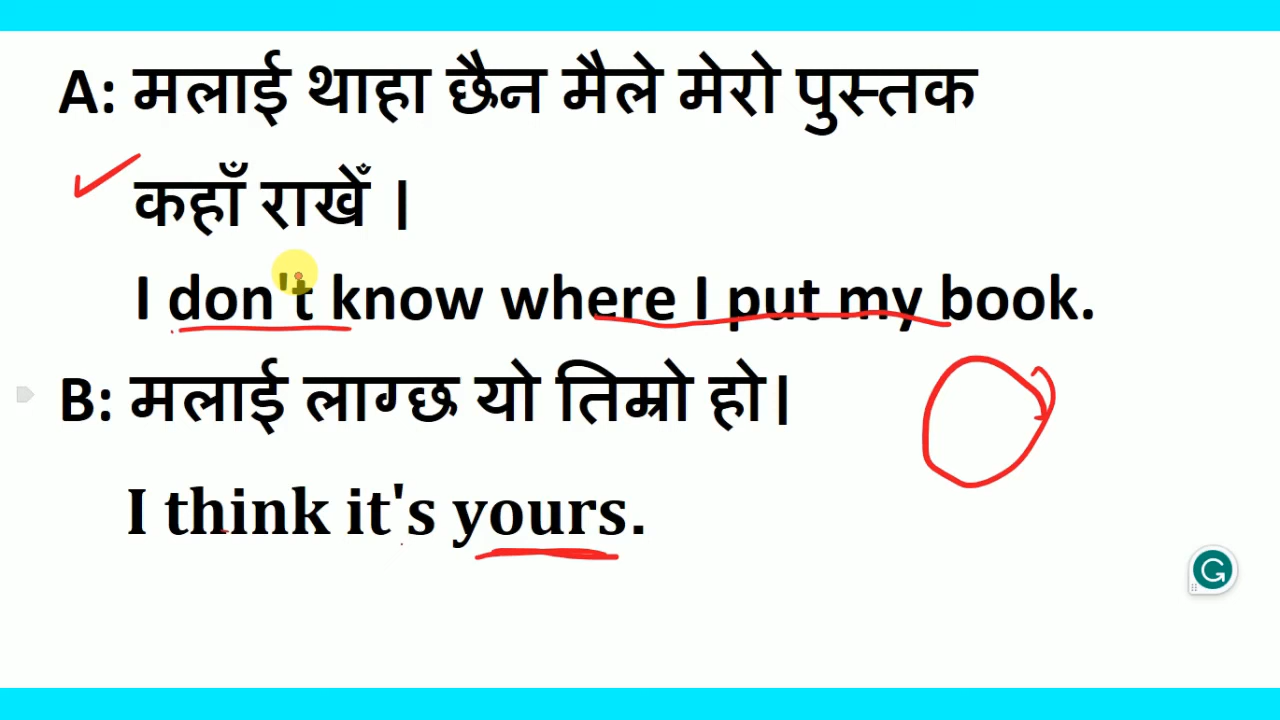 A: मलाई थाहा छैन मैले मेरो पुस्तक
कहाँ राखेँ ।
I don't know where I put my book.
B: मलाई लाग्छ यो तिम्रो हो।
I think it's yours.